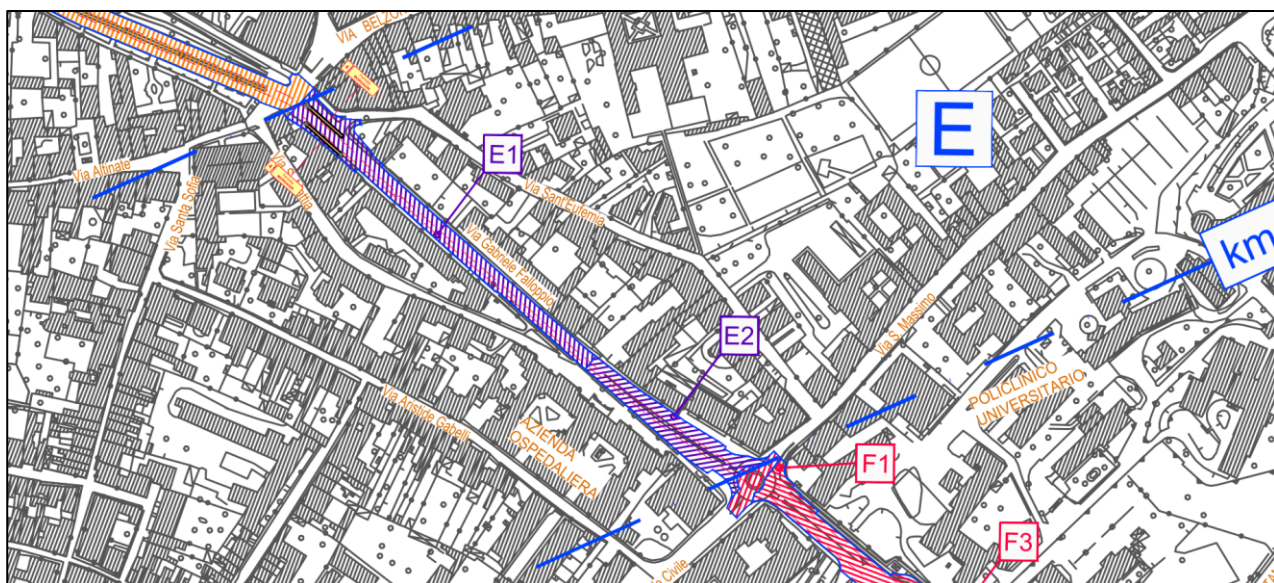 VIA BELZO
E
E1
Via Altinate
Via Santa Sofia
Via Sant'Eufemia
Via Gabriele Falloppio
km
E2
Via S. Massimo
POLICLINICO
UNIVERSITARIO
Via Aristide Gabelli
AZIENDA
OSPEDALIERA
F1
F3
Civile